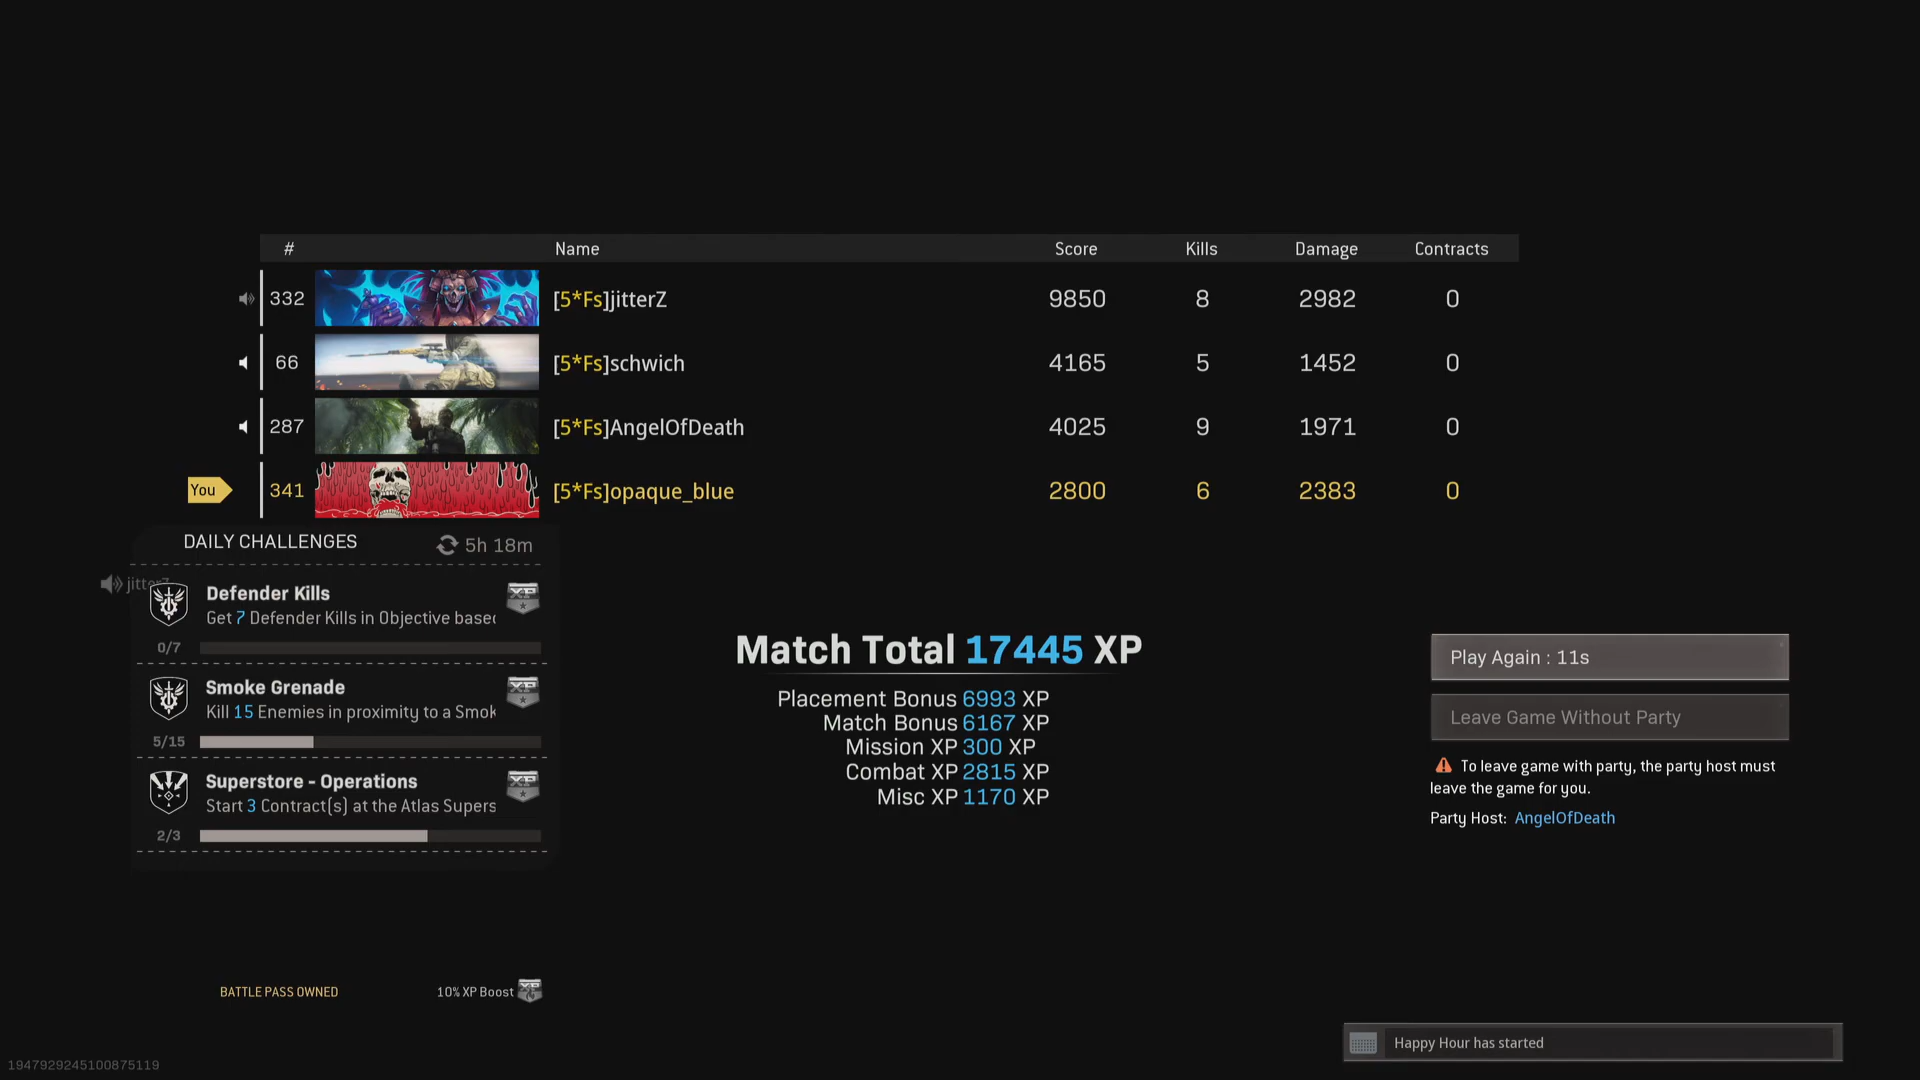 # Name Score Kills Damage Contracts
332 [5*Fs]jitterZ 9850 8 2982 0
66 [5*Fs]schwich 4165 5 1452 0
287 [5*Fs]AngelOfDeath 4025 9 1971 0
You 341 [5*Fs]opaque_blue 2800 6 2383 0
DAILY CHALLENGES 5h 18m
Defender Kills
XP
Get 7 Defender Kills in Objective based
0/7
Smoke Grenade
XP
Kill 15 Enemies in proximity to a Smok
5/15
Superstore - Operations
XP
Start 3 Contract(s) at the Atlas Supers
2/3
BATTLE PASS OWNED
10% XP Boost XP
Match Total 17445 XP
Placement Bonus 6993 XP
Match Bonus 6167 XP
Mission XP 300 XP
Combat XP 2815 XP
Misc XP 1170 XP
Play Again : 11s
Leave Game Without Party
To leave game with party, the party host must
leave the game for you.
Party Host: AngelOfDeath
Happy Hour has started
1947929245100875119